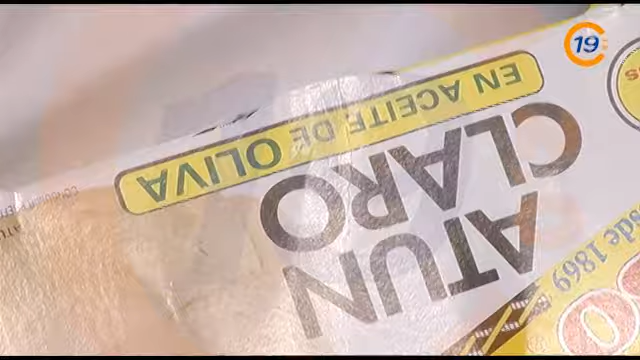 19
ATUN
CLARO
EN ACEITE DE OLIVA
desde 1869